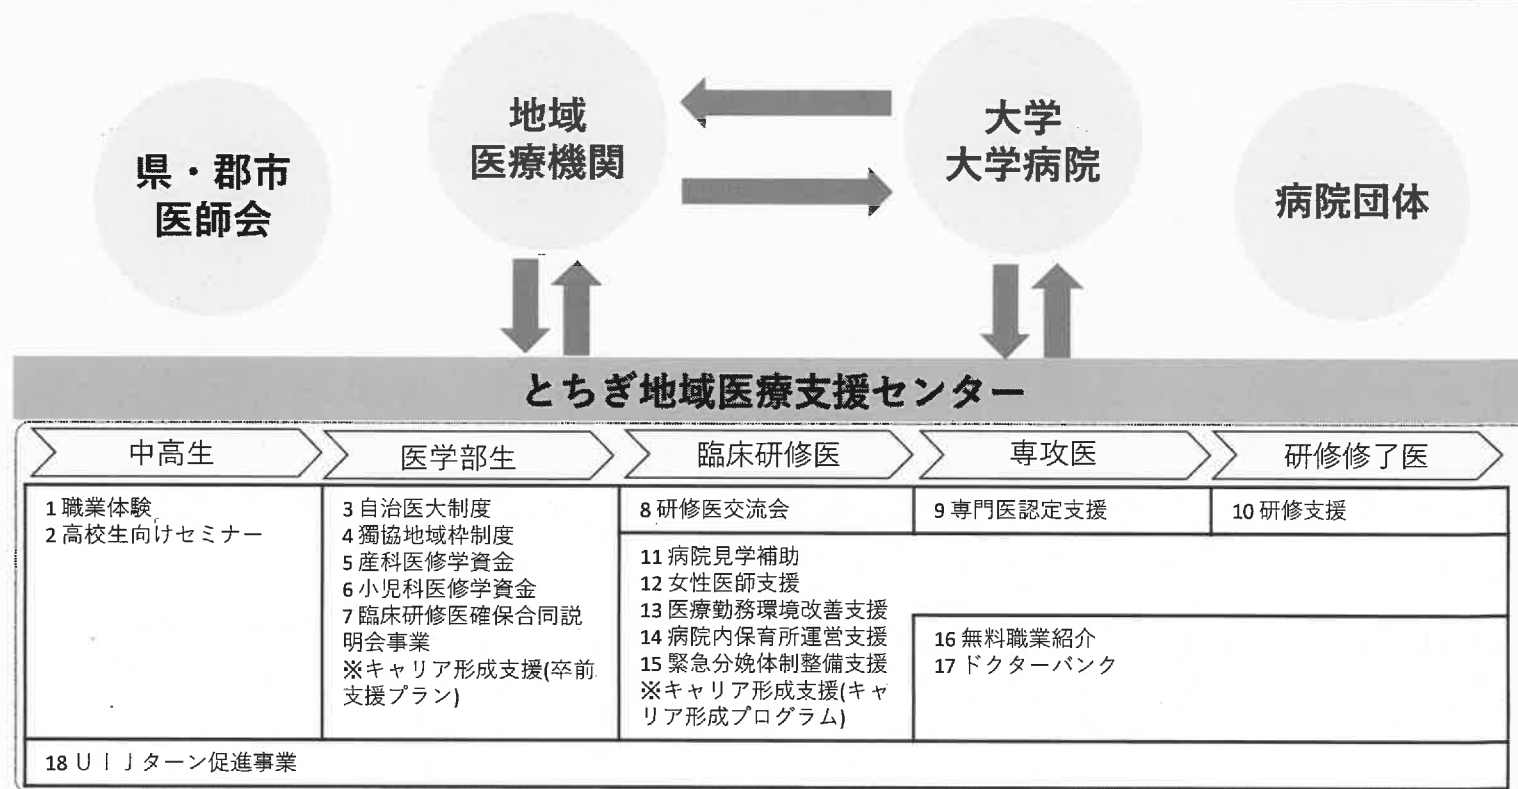 県・郡市
医師会
地域
医療機関
大学
大学病院
病院団体
とちぎ地域医療支援センター
中高生
医学部生
臨床研修医
専攻医
研修修了医
1 職業体験
2 高校生向けセミナー
3 自治医大制度
4 獨協地域枠制度
5 産科医修学資金
6 小児科医修学資金
7 臨床研修医確保合同説
明会事業
※キャリア形成支援(卒前
支援プラン)
8 研修医交流会
9 専門医認定支援
10 研修支援
11 病院見学補助
12 女性医師支援
13 医療勤務環境改善支援
14 病院内保育所運営支援
15 緊急分娩体制整備支援
※キャリア形成支援(キャ
リア形成プログラム)
16 無料職業紹介
17 ドクターバンク
18 ＵＩＪターン促進事業